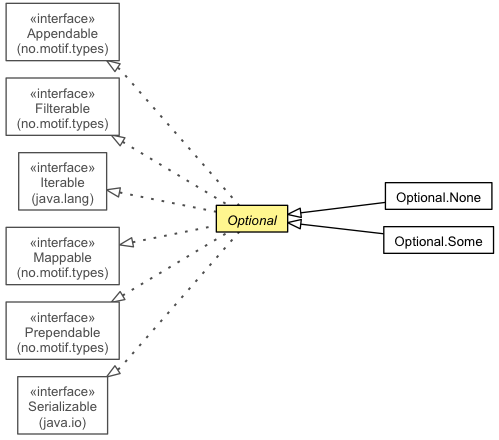 «interface»
Appendable
(no.motif.types)
«interface»
Filterable
(no.motif.types)
«interface»
Iterable
(java.lang)
«interface»
Mappable
(no.motif.types)
«interface»
Prependable
(no.motif.types)
«interface»
Serializable
(java.io)
Optional
Optional.None
Optional.Some